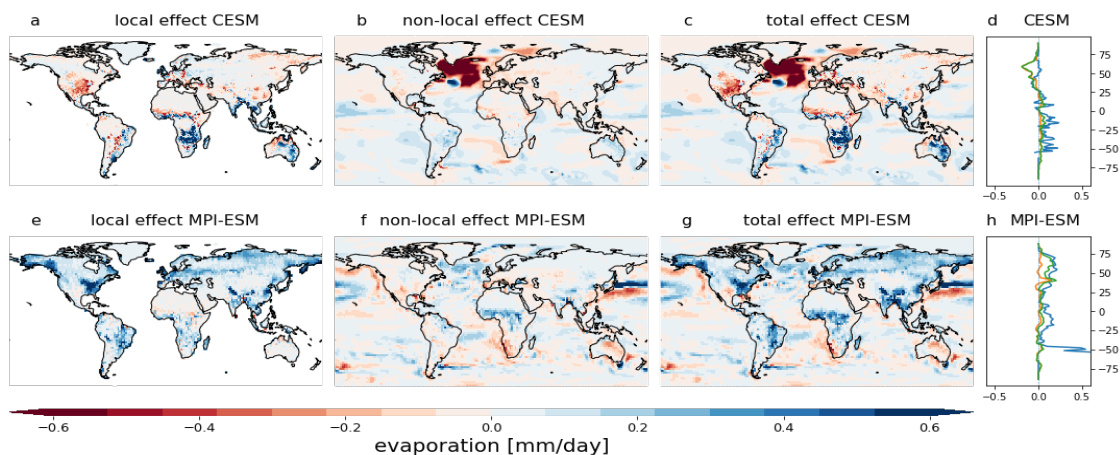 a local effect CESM
b non-local effect CESM
c total effect CESM
d CESM
75
50
25
0
−25
−50
−75
−0.5 0.0 0.5
e local effect MPI-ESM
f non-local effect MPI-ESM
g total effect MPI-ESM
h MPI-ESM
75
50
25
0
−25
−50
−75
−0.5 0.0 0.5
−0.6 −0.4 −0.2 0.0 0.2 0.4 0.6
evaporation [mm/day]